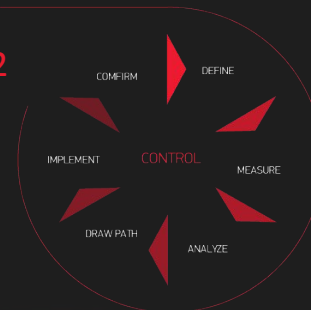 2
COMFIRM
DEFINE
IMPLEMENT
CONTROL
MEASURE
DRAW PATH
ANALYZE